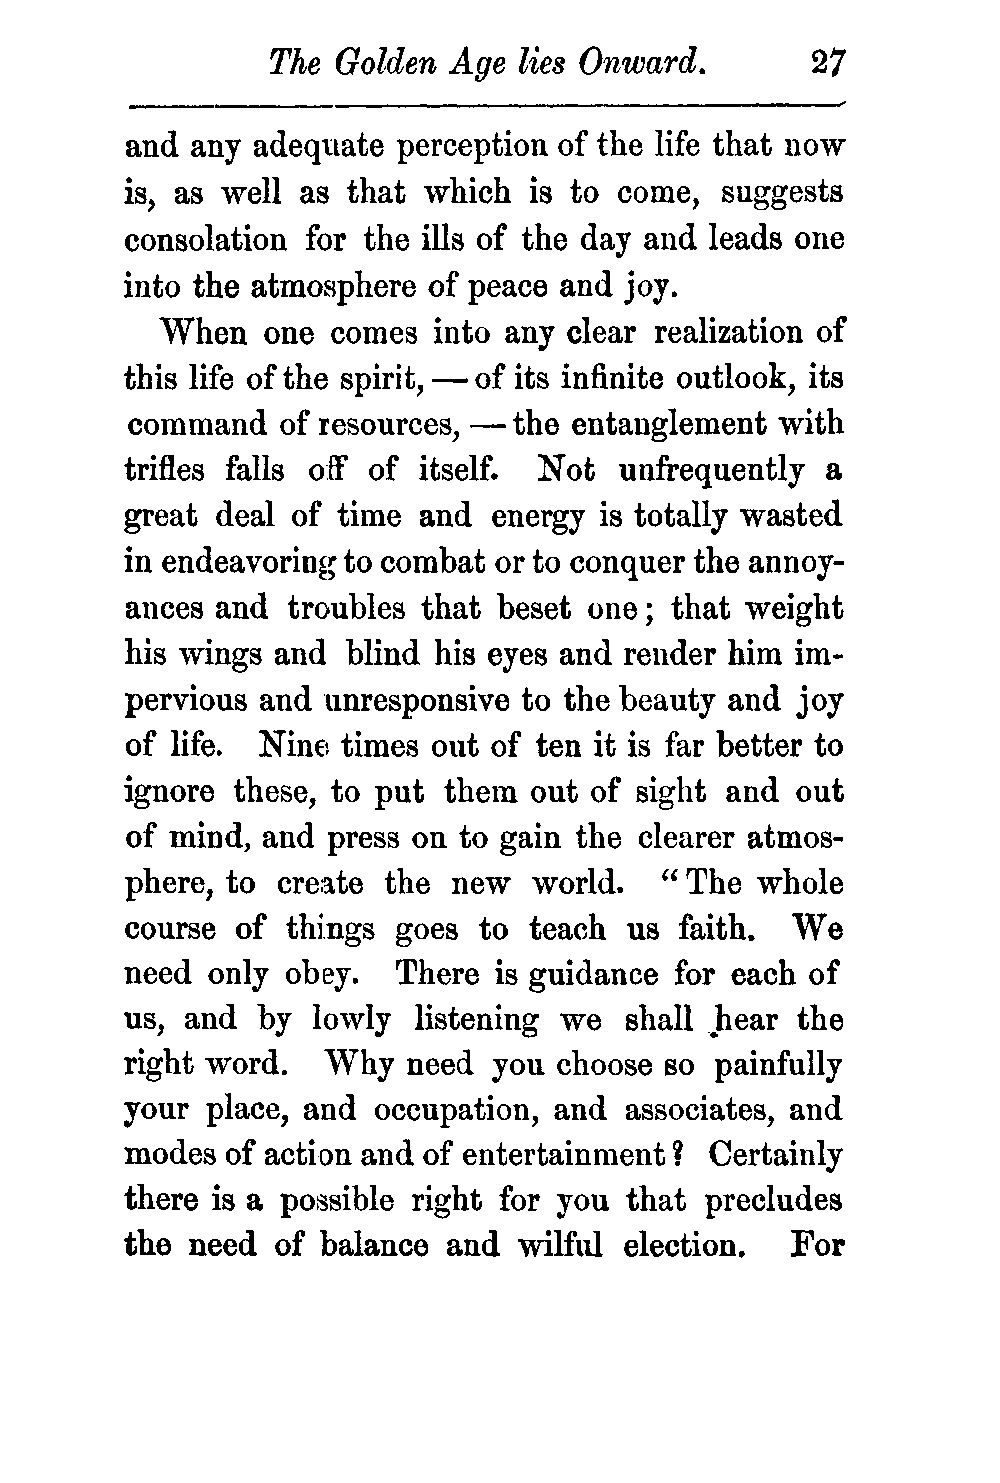 The Golden Age lies Onward. 27
and any adequate perception of the life that now
is, as well as that which is to come, suggests
consolation for the ills of the day and leads one
into the atmosphere of peace and joy.
When one comes into any clear realization of
this life of the spirit, — of its infinite outlook, its
command of resources, — the entanglement with
trifles falls off of itself. Not unfrequently a
great deal of time and energy is totally wasted
in endeavoring to combat or to conquer the annoy-
ances and troubles that beset one; that weight
his wings and blind his eyes and render him im-
pervious and unresponsive to the beauty and joy
of life. Nine times out of ten it is far better to
ignore these, to put them out of sight and out
of mind, and press on to gain the clearer atmos-
phere, to create the new world. “The whole
course of things goes to teach us faith. We
need only obey. There is guidance for each of
us, and by lowly listening we shall hear the
right word. Why need you choose so painfully
your place, and occupation, and associates, and
modes of action and of entertainment? Certainly
there is a possible right for you that precludes
the need of balance and wilful election. For